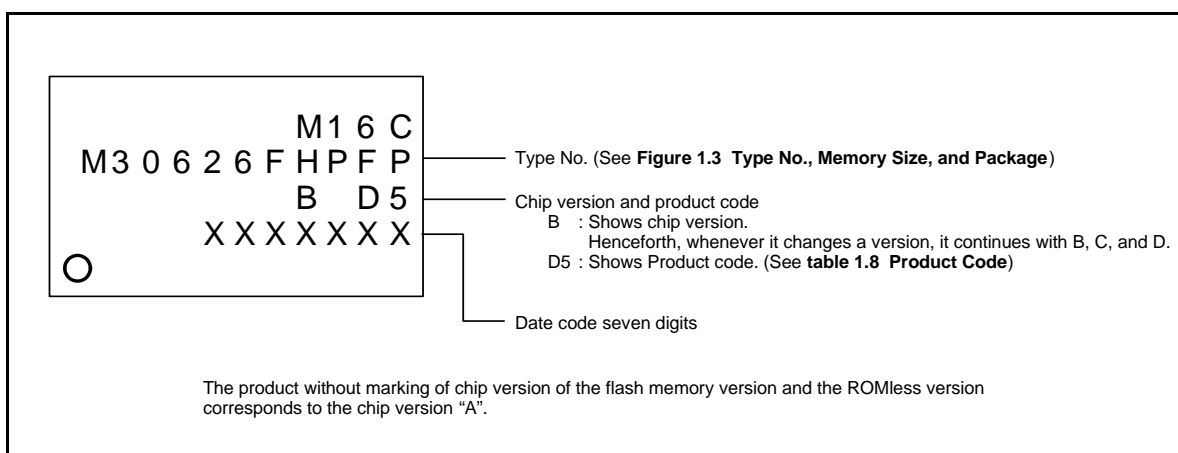 M16C
M30626FHPFP
B D5
XXXXXXX
Type No. (See Figure 1.3 Type No., Memory Size, and Package)
Chip version and product code
B : Shows chip version.
Henceforth, whenever it changes a version, it continues with B, C, and D.
D5 : Shows Product code. (See table 1.8 Product Code)
Date code seven digits
The product without marking of chip version of the flash memory version and the ROMless version
corresponds to the chip version “A”.